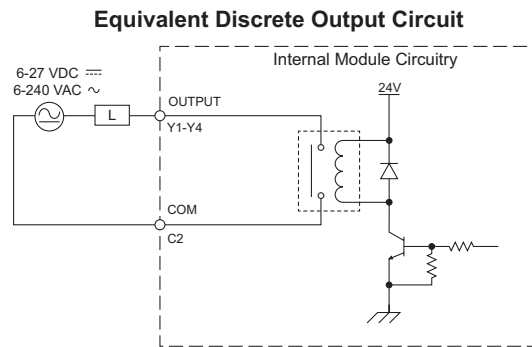 Equivalent Discrete Output Circuit
Internal Module Circuitry
6-27 VDC ⎓
6-240 VAC ∿
24V
L
OUTPUT
Y1-Y4
COM
C2